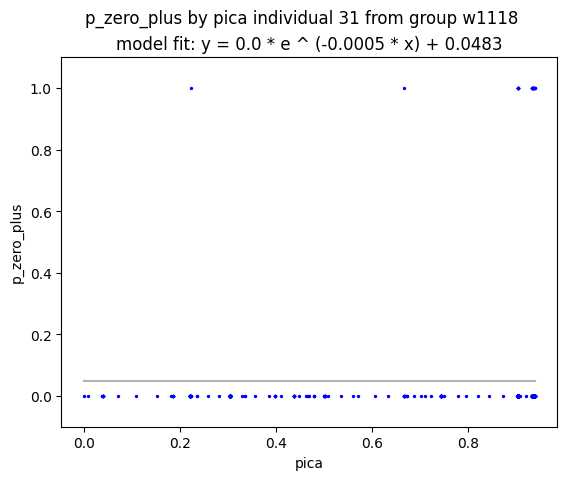 p_zero_plus by pica individual 31 from group w1118
model fit: y = 0.0 * e ^ (-0.0005 * x) + 0.0483
1.0
0.8
0.6
0.4
0.2
0.0
p_zero_plus
0.0 0.2 0.4 0.6 0.8
pica